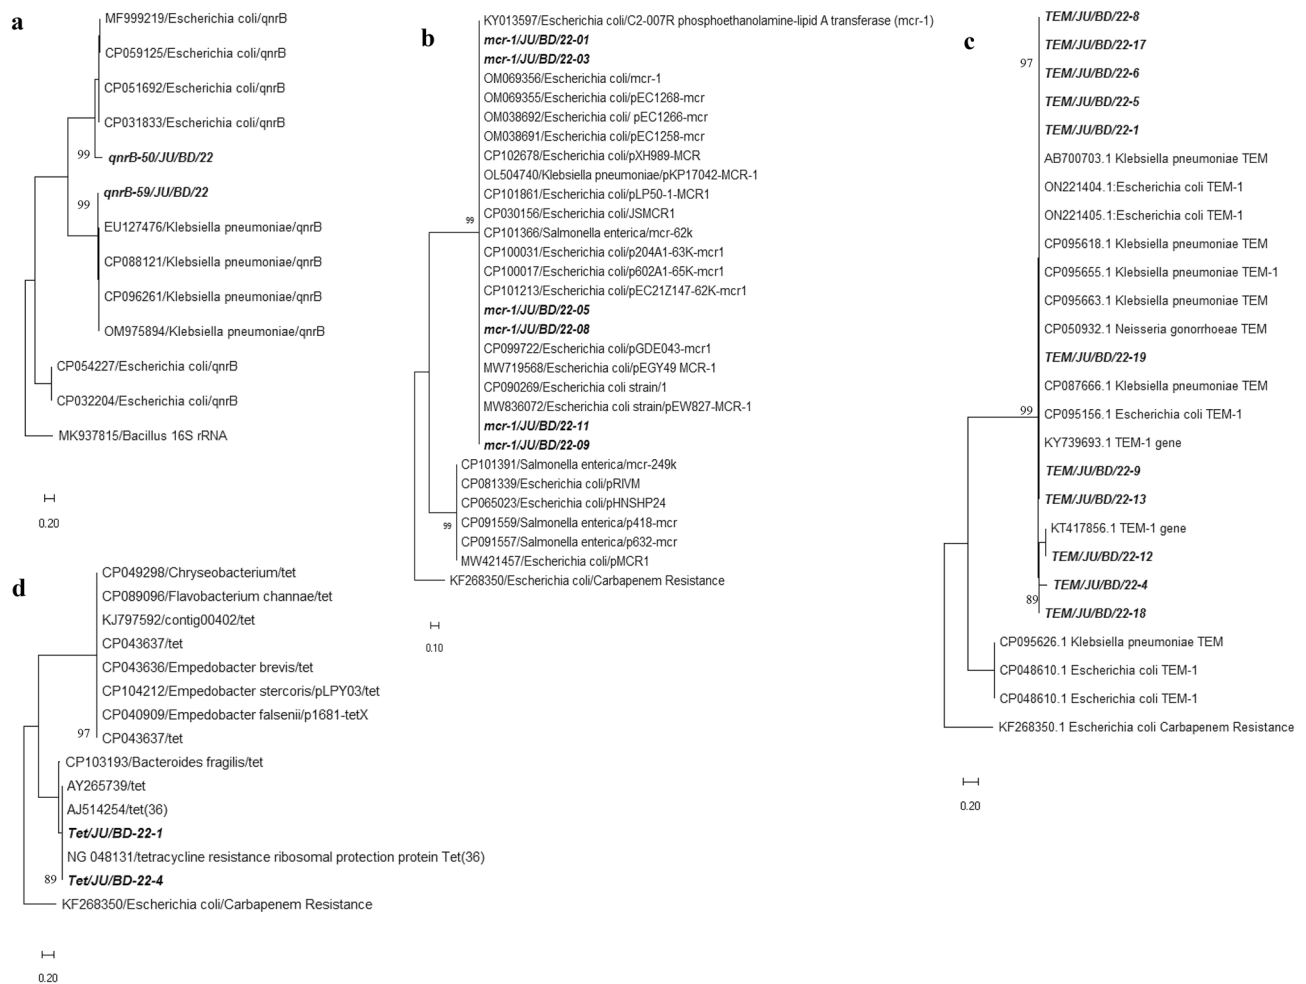 a
MF999219/Escherichia coli/qnrB
CP059125/Escherichia coli/qnrB
CP051692/Escherichia coli/qnrB
CP031833/Escherichia coli/qnrB
99
qnrB-50/JU/BD/22
qnrB-59/JU/BD/22
99
EU127476/Klebsiella pneumoniae/qnrB
CP088121/Klebsiella pneumoniae/qnrB
CP096261/Klebsiella pneumoniae/qnrB
OM975894/Klebsiella pneumoniae/qnrB
CP054227/Escherichia coli/qnrB
CP032204/Escherichia coli/qnrB
MK937815/Bacillus 16S rRNA
0.20
b
KY013597/Escherichia coli/C2-007R phosphoethanolamine-lipid A transferase (mcr-1)
mcr-1/JU/BD/22-01
mcr-1/JU/BD/22-03
OM069356/Escherichia coli/mcr-1
OM069355/Escherichia coli/pEC1268-mcr
OM038692/Escherichia coli/ pEC1266-mcr
OM038691/Escherichia coli/pEC1258-mcr
CP102678/Escherichia coli/pXH989-MCR
OL504740/Klebsiella pneumoniae/pKP17042-MCR-1
CP101861/Escherichia coli/pLP50-1-MCR1
CP030156/Escherichia coli/JSMCR1
99
CP101366/Salmonella enterica/mcr-62k
CP100031/Escherichia coli/p204A1-63K-mcr1
CP100017/Escherichia coli/p602A1-65K-mcr1
CP101213/Escherichia coli/pEC21Z147-62K-mcr1
mcr-1/JU/BD/22-05
mcr-1/JU/BD/22-08
CP099722/Escherichia coli/pGDE043-mcr1
MW719568/Escherichia coli/pEGY49 MCR-1
CP090269/Escherichia coli strain/1
MW836072/Escherichia coli strain/pEW827-MCR-1
mcr-1/JU/BD/22-11
mcr-1/JU/BD/22-09
CP101391/Salmonella enterica/mcr-249k
CP081339/Escherichia coli/pRIVM
CP065023/Escherichia coli/pHNSHP24
CP091559/Salmonella enterica/p418-mcr
99
CP091557/Salmonella enterica/p632-mcr
MW421457/Escherichia coli/pMCR1
KF268350/Escherichia coli/Carbapenem Resistance
0.10
c
TEM/JU/BD/22-8
TEM/JU/BD/22-17
97
TEM/JU/BD/22-6
TEM/JU/BD/22-5
TEM/JU/BD/22-1
AB700703.1 Klebsiella pneumoniae TEM
ON221404.1:Escherichia coli TEM-1
ON221405.1:Escherichia coli TEM-1
CP095618.1 Klebsiella pneumoniae TEM
CP095655.1 Klebsiella pneumoniae TEM-1
CP095663.1 Klebsiella pneumoniae TEM
CP050932.1 Neisseria gonorrhoeae TEM
TEM/JU/BD/22-19
CP087666.1 Klebsiella pneumoniae TEM
99
CP095156.1 Escherichia coli TEM-1
KY739693.1 TEM-1 gene
TEM/JU/BD/22-9
TEM/JU/BD/22-13
KT417856.1 TEM-1 gene
TEM/JU/BD/22-12
TEM/JU/BD/22-4
89
TEM/JU/BD/22-18
CP095626.1 Klebsiella pneumoniae TEM
CP048610.1 Escherichia coli TEM-1
CP048610.1 Escherichia coli TEM-1
KF268350.1 Escherichia coli Carbapenem Resistance
0.20
d
CP049298/Chryseobacterium/tet
CP089096/Flavobacterium channae/tet
KJ797592/contig00402/tet
CP043637/tet
CP043636/Empedobacter brevis/tet
CP104212/Empedobacter stercoris/pLPY03/tet
CP040909/Empedobacter falsenii/p1681-tetX
97
CP043637/tet
CP103193/Bacteroides fragilis/tet
AY265739/tet
AJ514254/tet(36)
Tet/JU/BD-22-1
NG 048131/tetracycline resistance ribosomal protection protein Tet(36)
89
Tet/JU/BD-22-4
KF268350/Escherichia coli/Carbapenem Resistance
0.20